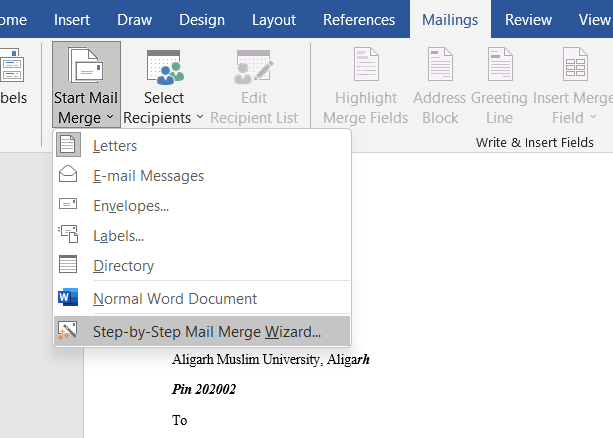 ome Insert Draw Design Layout References Mailings Review View
bels
Start Mail
Merge
Select
Recipients
Edit
Recipient List
Highlight
Merge Fields
Address
Block
Greeting
Line
Insert Merge
Field
Write & Insert Fields
Letters
E-mail Messages
Envelopes...
Labels...
Directory
Normal Word Document
Step-by-Step Mail Merge Wizard...
Aligarh Muslim University, Aligarh
Pin 202002
To